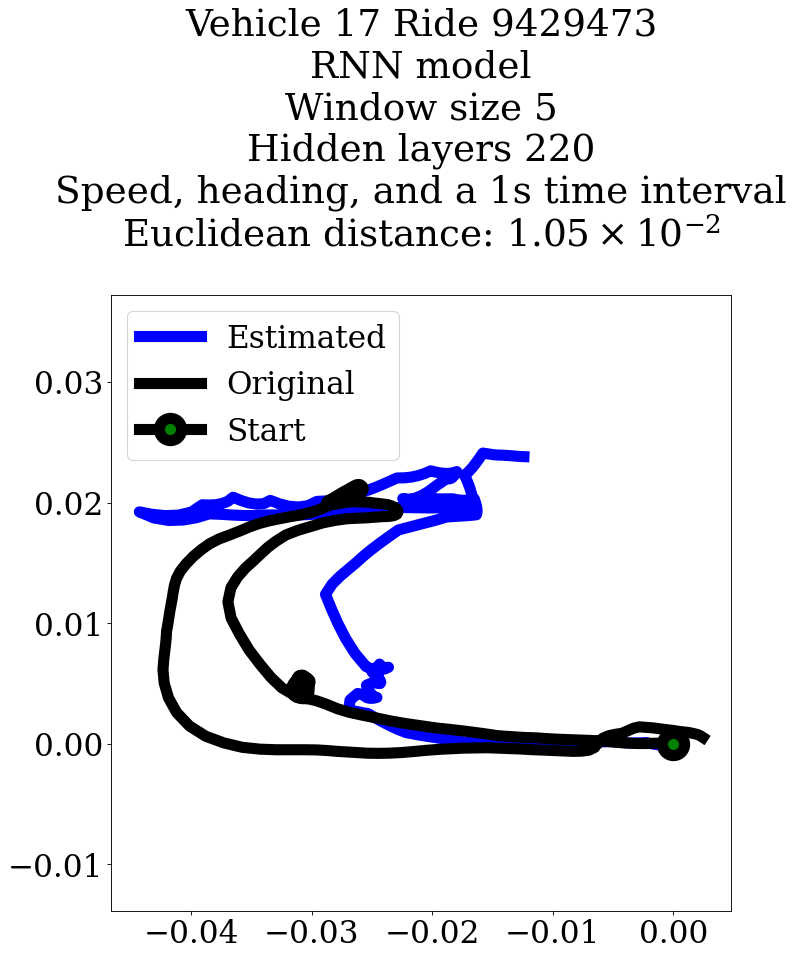 Vehicle 17 Ride 9429473
RNN model
Window size 5
Hidden layers 220
Speed, heading, and a 1s time interval
Euclidean distance: 1.05 × 10⁻²
Estimated
Original
Start
0.03
0.02
0.01
0.00
−0.01
−0.04 −0.03 −0.02 −0.01 0.00